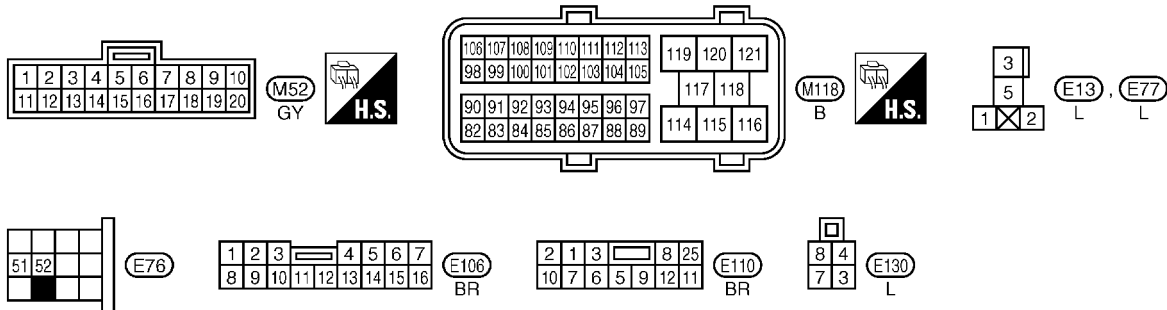 1 2 3 4 5 6 7 8 9 10
11 12 13 14 15 16 17 18 19 20
M52
GY
H.S.
106 107 108 109 110 111 112 113
98 99 100 101 102 103 104 105
90 91 92 93 94 95 96 97
82 83 84 85 86 87 88 89
119 120 121
117 118
114 115 116
M118
B
H.S.
3
5
1 2
E13 , E77
L L
51 52
E76
1 2 3 4 5 6 7
8 9 10 11 12 13 14 15 16
E106
BR
2 1 3 8 25
10 7 6 5 9 12 11
E110
BR
8 4
7 3
E130
L